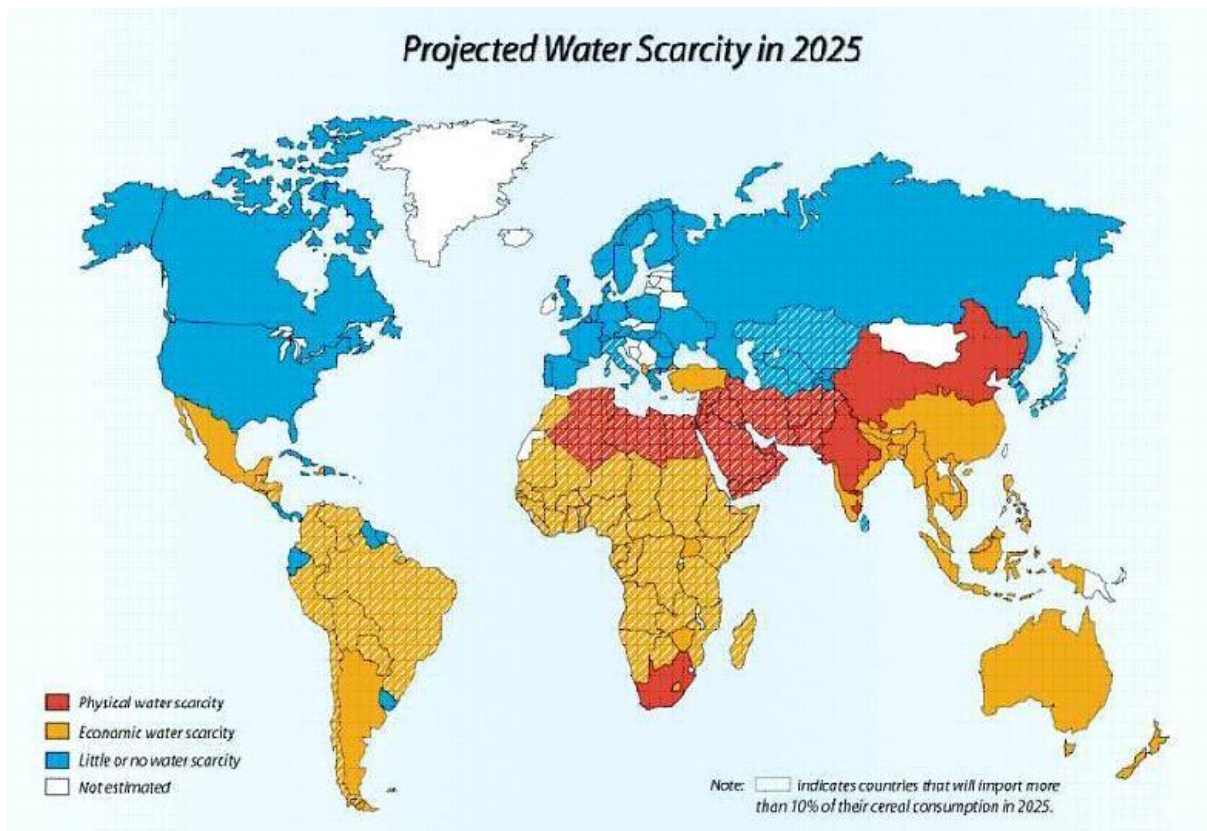 Projected Water Scarcity in 2025
Physical water scarcity
Economic water scarcity
Little or no water scarcity
Not estimated
Note: indicates countries that will import more
than 10% of their cereal consumption in 2025.